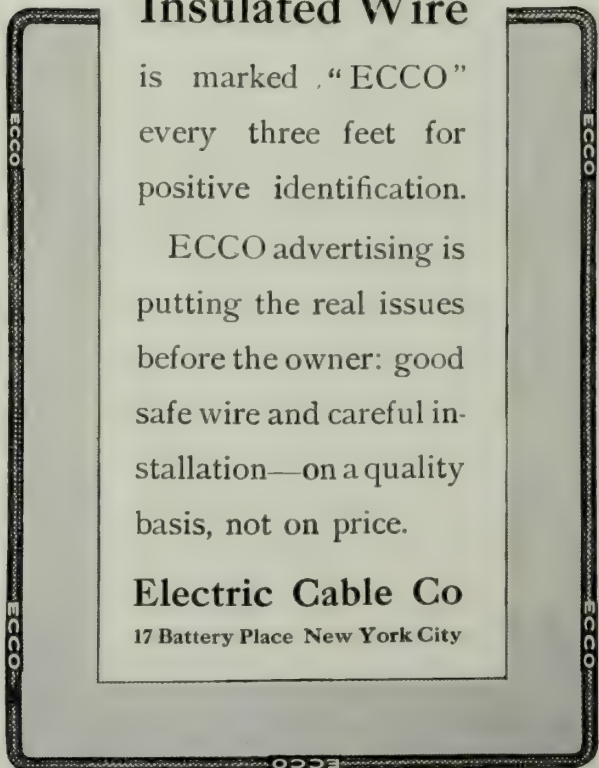 Insulated Wire
is marked "ECCO"
every three feet for
positive identification.
ECCO advertising is
putting the real issues
before the owner: good
safe wire and careful in-
stallation—on a quality
basis, not on price.
Electric Cable Co
17 Battery Place New York City
ECCO
ECCO
ECCO
ECCO
ECCO